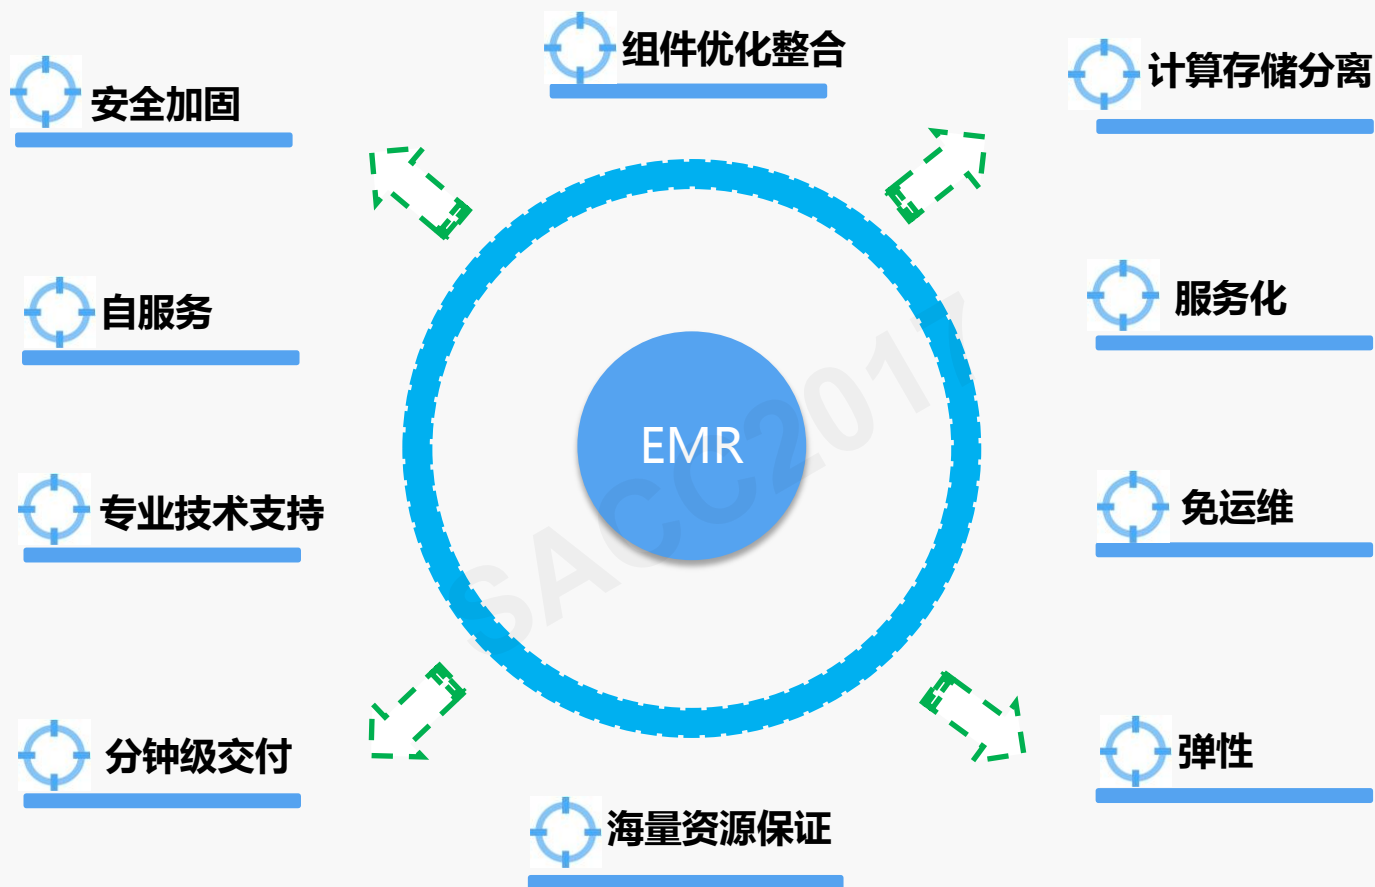 组件优化整合
计算存储分离
安全加固
自服务
服务化
EMR
专业技术支持
免运维
分钟级交付
弹性
海量资源保证
SACC2017